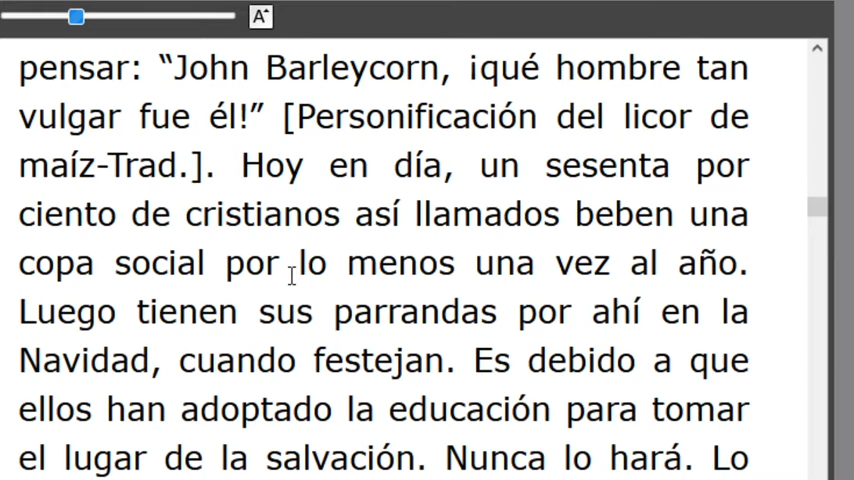 A
pensar: “John Barleycorn, ¡qué hombre tan
vulgar fue él!” [Personificación del licor de
maíz-Trad.]. Hoy en día, un sesenta por
ciento de cristianos así llamados beben una
copa social por lo menos una vez al año.
Luego tienen sus parrandas por ahí en la
Navidad, cuando festejan. Es debido a que
ellos han adoptado la educación para tomar
el lugar de la salvación. Nunca lo hará. Lo